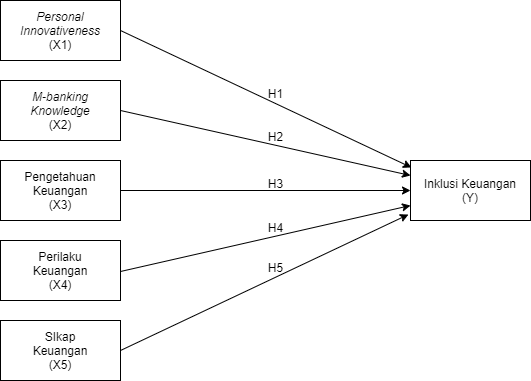 Personal
Innovativeness
(X1)
H1
M-banking
Knowledge
(X2)
H2
Pengetahuan
Keuangan
(X3)
H3
Inklusi Keuangan
(Y)
H4
Perilaku
Keuangan
(X4)
H5
SIkap
Keuangan
(X5)